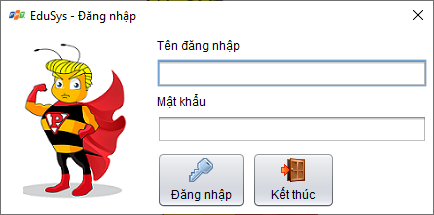 EduSys - Đăng nhập
Tên đăng nhập
Mật khẩu
P
Đăng nhập
Kết thúc